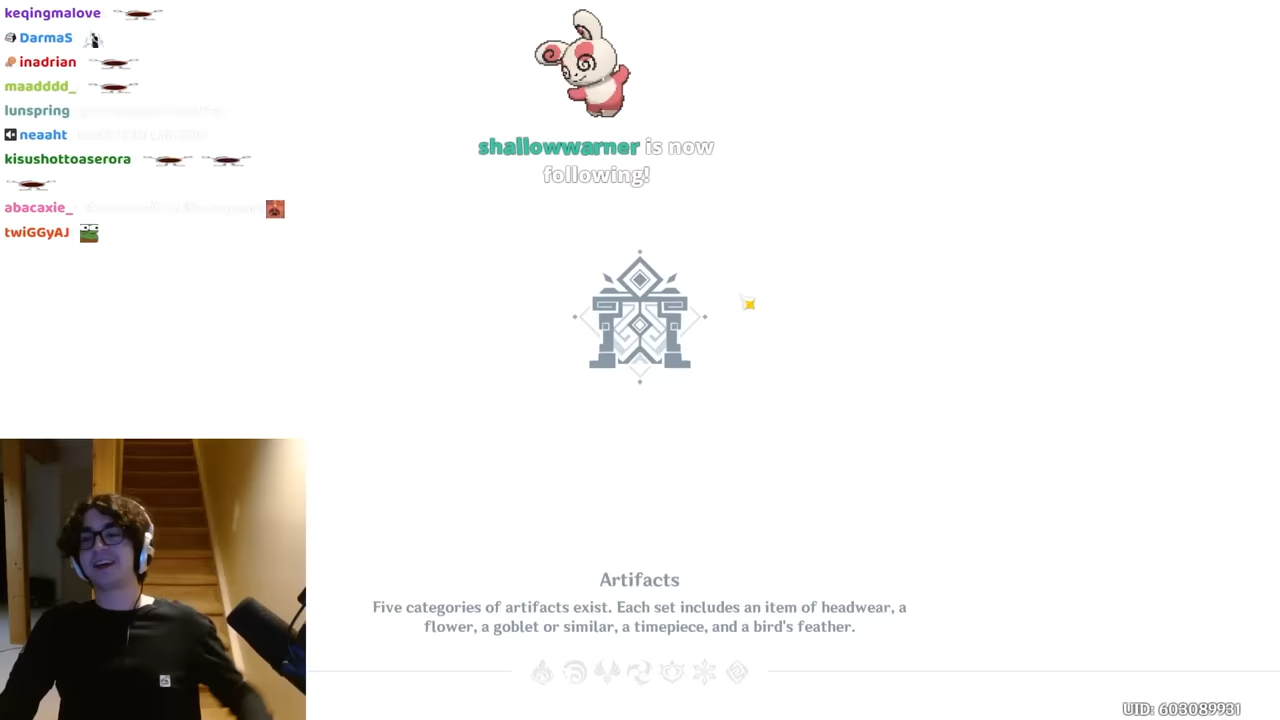 keqingmalove
DarmaS
inadrian
maadddd_
lunspring
neaaht
kisushottoaserora
abacaxie_
twiGGyAJ
shallowwarner is now
following!
Artifacts
Five categories of artifacts exist. Each set includes an item of headwear, a
flower, a goblet or similar, a timepiece, and a bird's feather.
UID: 603089931